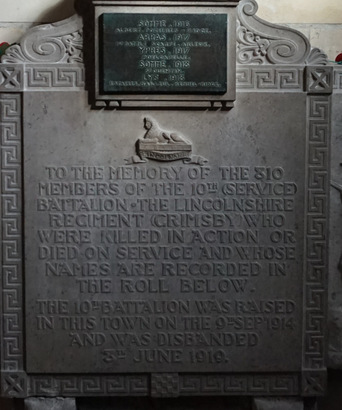 SOMME 1916
ARRAS 1917
YPRES 1917
SOMME 1918
LYS 1918
TO THE MEMORY OF THE 810
MEMBERS OF THE 10TH (SERVICE)
BATTALION • THE LINCOLNSHIRE
REGIMENT (GRIMSBY) WHO
WERE KILLED IN ACTION OR
DIED ON SERVICE AND WHOSE
NAMES ARE RECORDED IN
THE ROLL BELOW.
THE 10TH BATTALION WAS RAISED
IN THIS TOWN ON THE 9TH SEP 1914
AND WAS DISBANDED
3RD JUNE 1919.